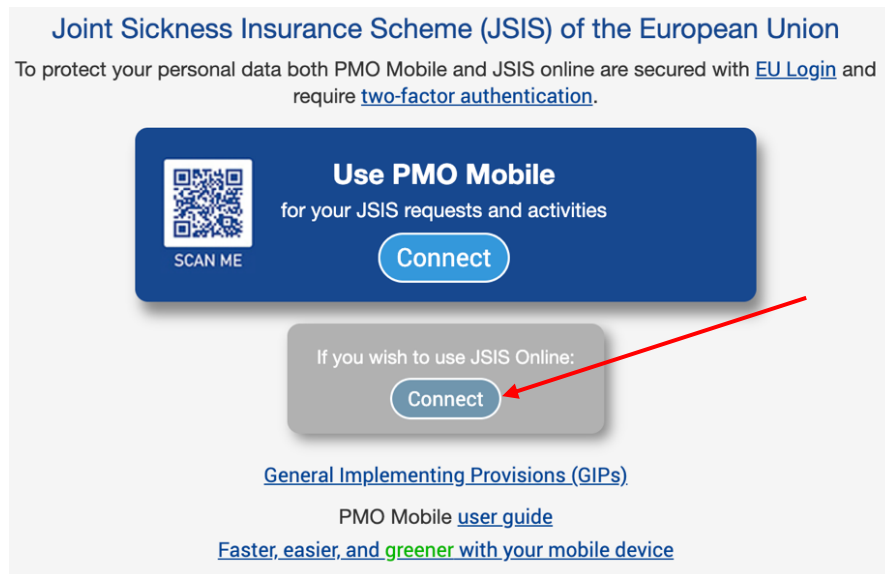 Joint Sickness Insurance Scheme (JSIS) of the European Union
To protect your personal data both PMO Mobile and JSIS online are secured with EU Login and
require two-factor authentication.
Use PMO Mobile
for your JSIS requests and activities
Connect
SCAN ME
If you wish to use JSIS Online:
Connect
General Implementing Provisions (GIPs)
PMO Mobile user guide
Faster, easier, and greener with your mobile device